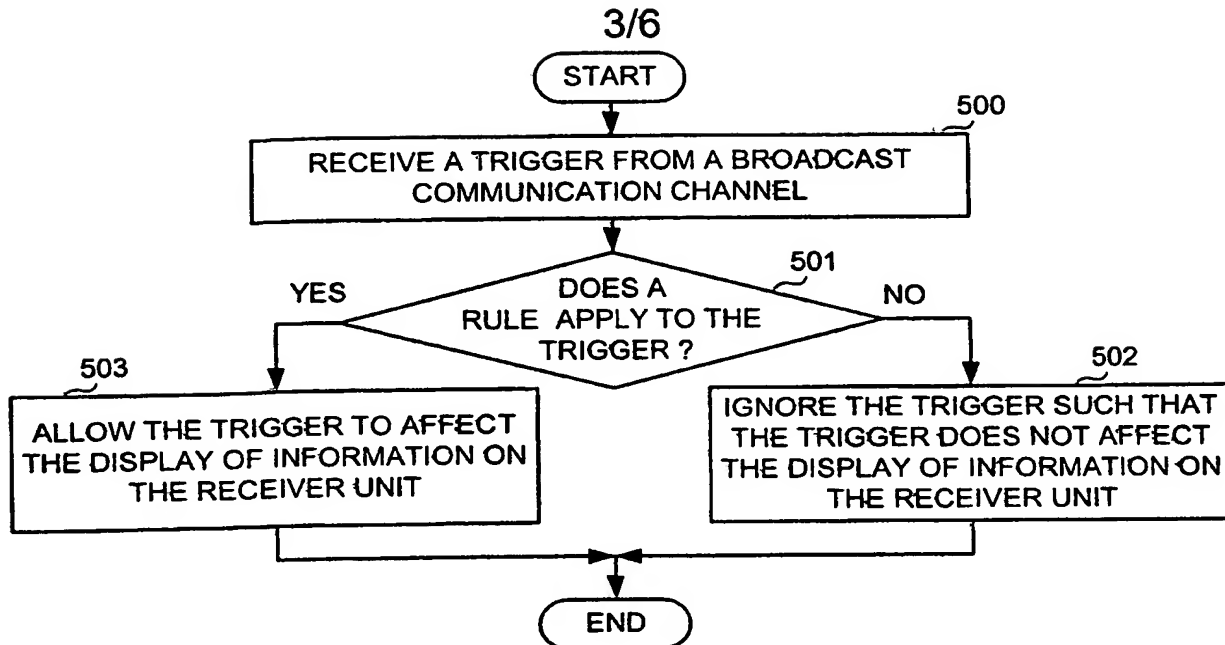 3/6
START
500
RECEIVE A TRIGGER FROM A BROADCAST
COMMUNICATION CHANNEL
501
YES
DOES A
RULE APPLY TO THE
TRIGGER ?
NO
503
ALLOW THE TRIGGER TO AFFECT
THE DISPLAY OF INFORMATION ON
THE RECEIVER UNIT
502
IGNORE THE TRIGGER SUCH THAT
THE TRIGGER DOES NOT AFFECT
THE DISPLAY OF INFORMATION ON
THE RECEIVER UNIT
END